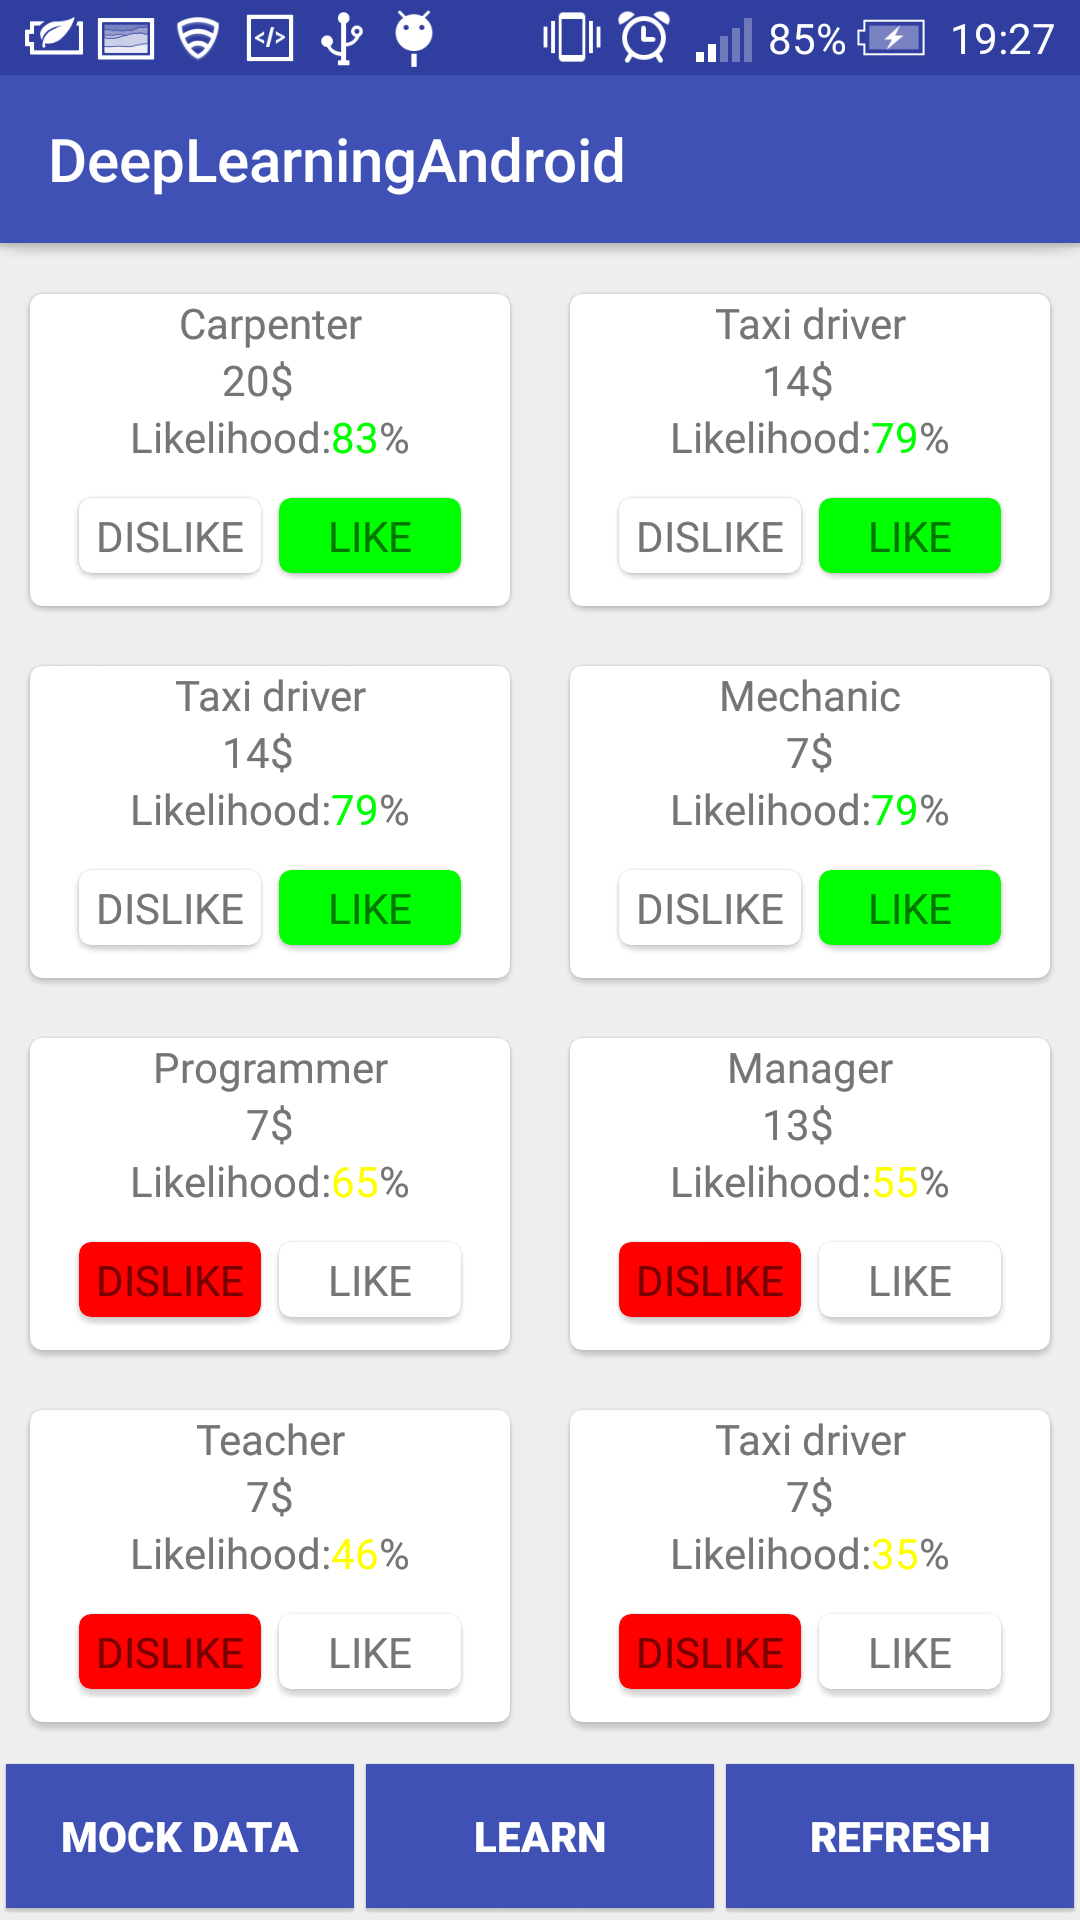 85% 19:27
DeepLearningAndroid
Carpenter
20$
Likelihood:83%
DISLIKE LIKE
Taxi driver
14$
Likelihood:79%
DISLIKE LIKE
Taxi driver
14$
Likelihood:79%
DISLIKE LIKE
Mechanic
7$
Likelihood:79%
DISLIKE LIKE
Programmer
7$
Likelihood:65%
DISLIKE LIKE
Manager
13$
Likelihood:55%
DISLIKE LIKE
Teacher
7$
Likelihood:46%
DISLIKE LIKE
Taxi driver
7$
Likelihood:35%
DISLIKE LIKE
MOCK DATA LEARN REFRESH